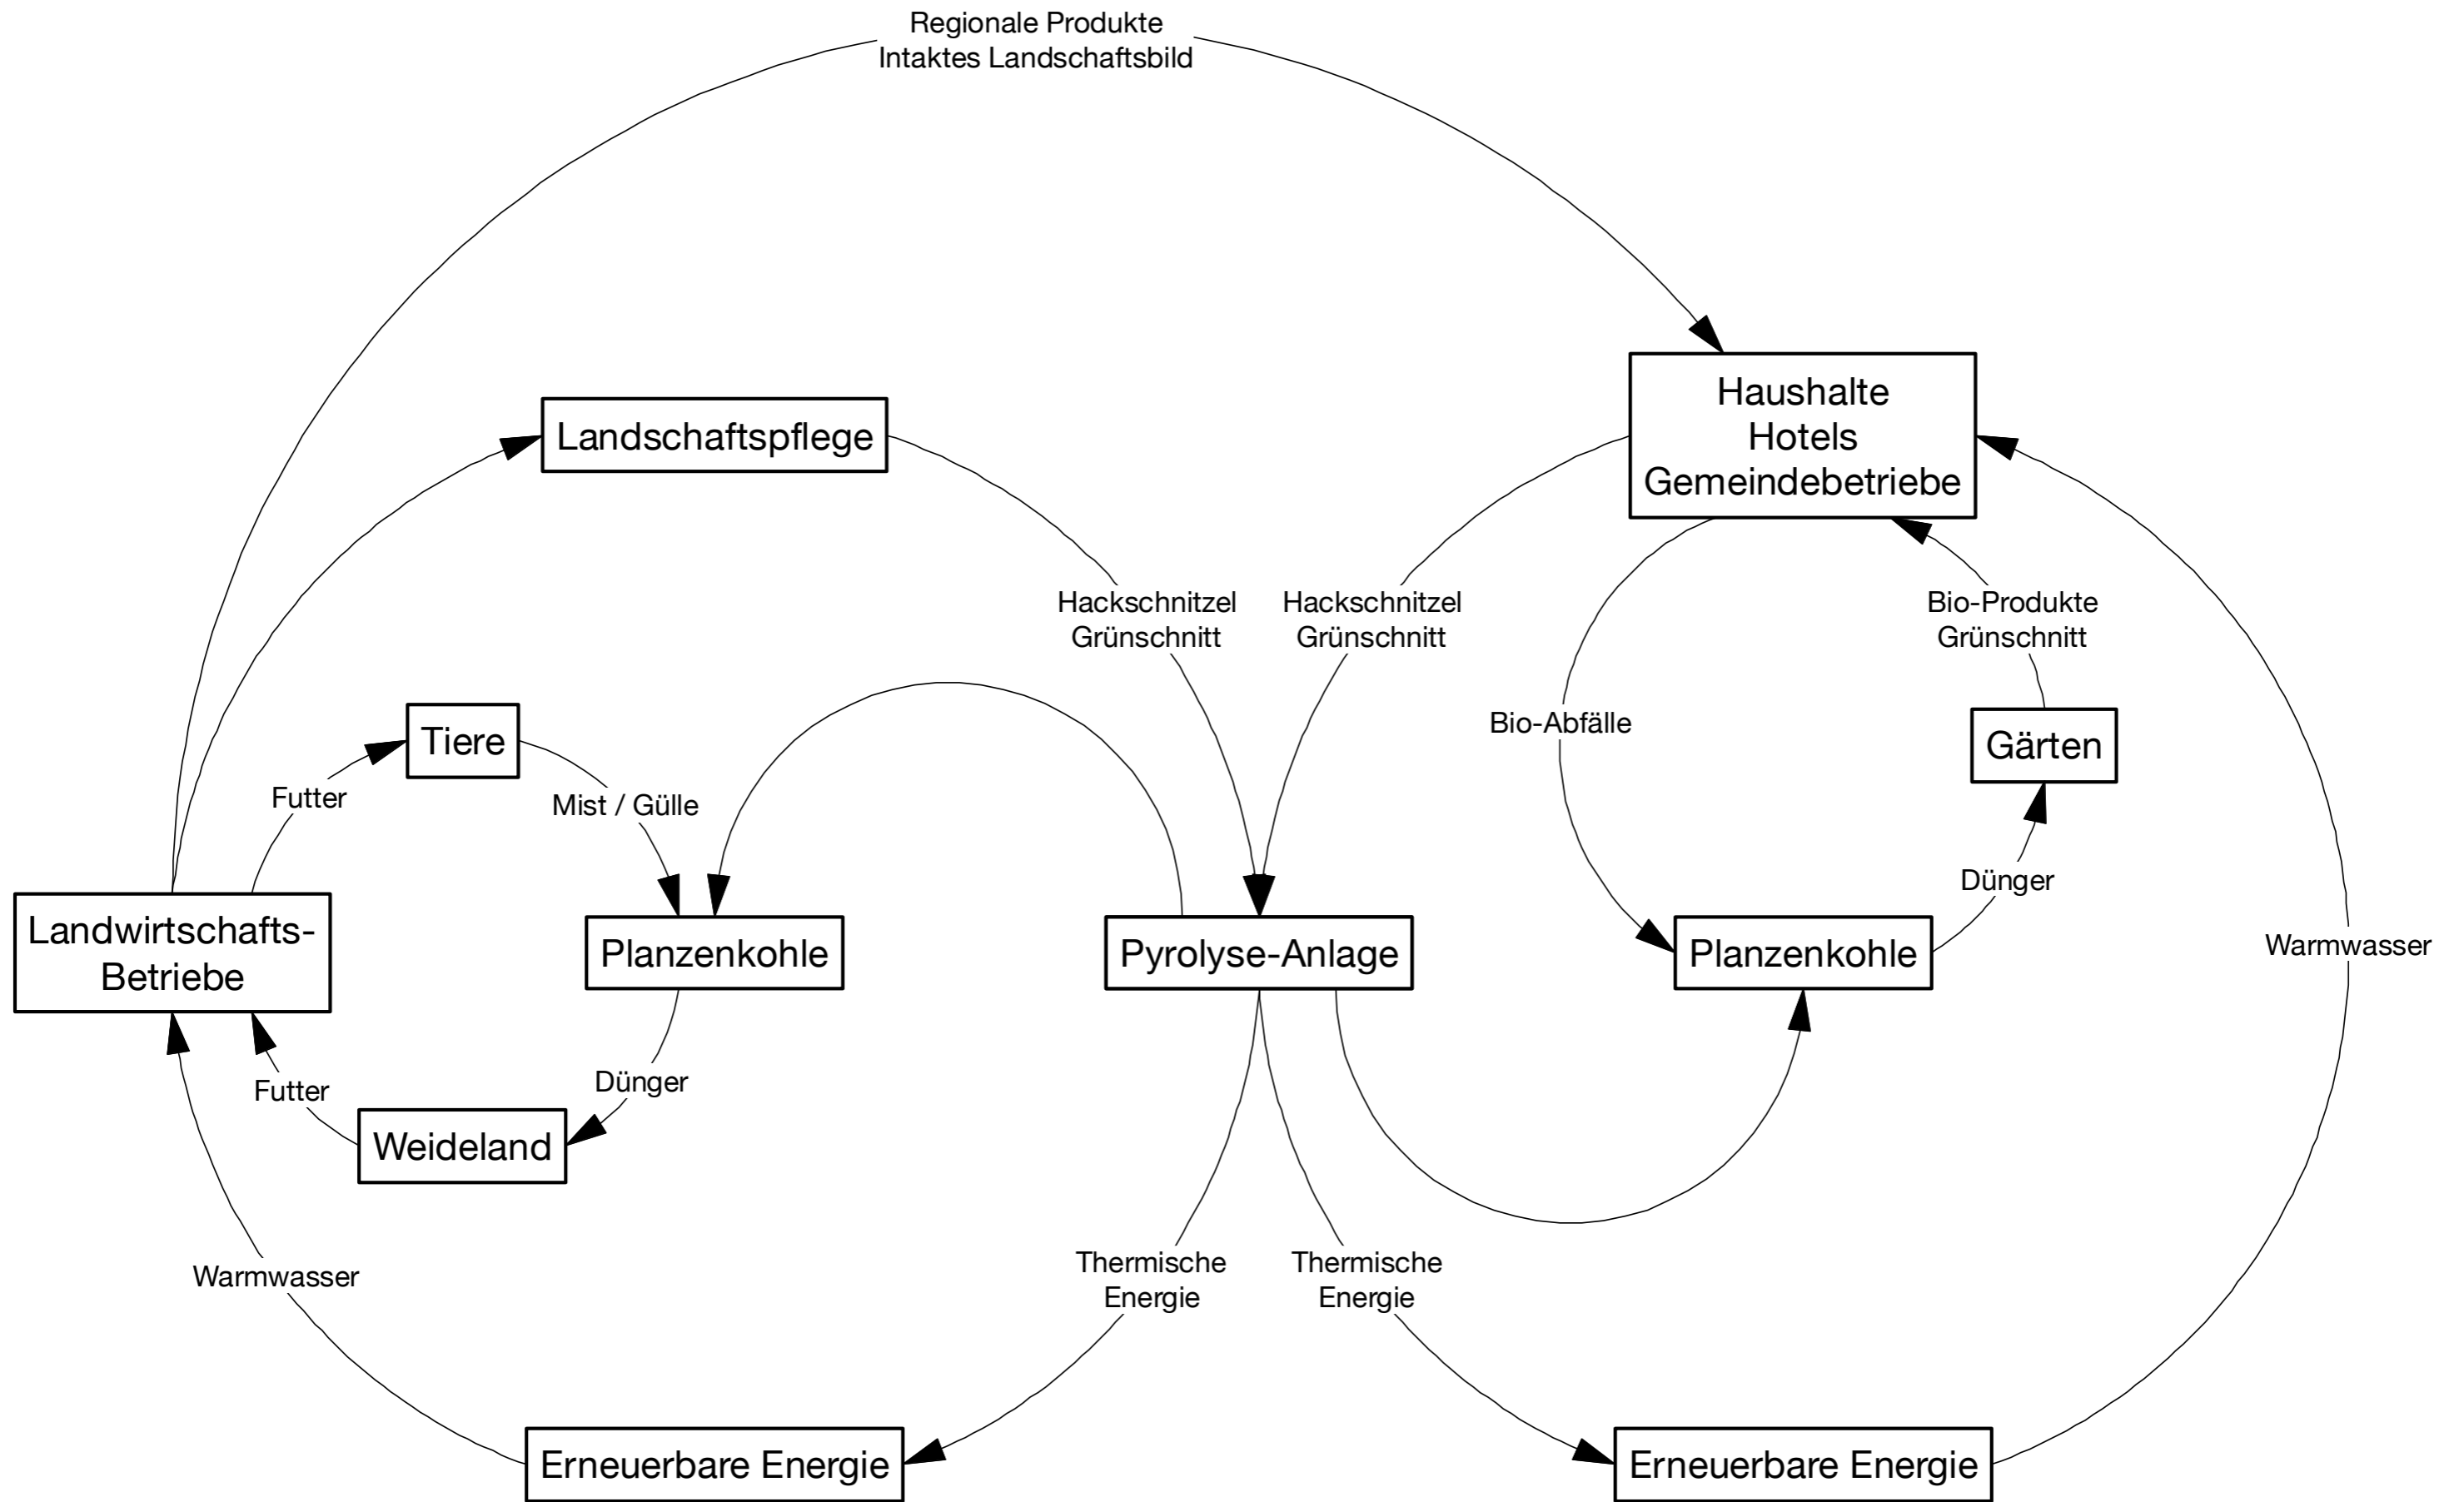 Regionale Produkte
Intaktes Landschaftsbild
Haushalte
Hotels
Gemeindebetriebe
Landschaftspflege
Hackschnitzel
Grünschnitt
Hackschnitzel
Grünschnitt
Bio-Produkte
Grünschnitt
Bio-Abfälle
Tiere
Gärten
Futter
Mist / Gülle
Dünger
Landwirtschafts-
Betriebe
Planzenkohle
Pyrolyse-Anlage
Planzenkohle
Warmwasser
Futter
Dünger
Weideland
Warmwasser
Thermische
Energie
Thermische
Energie
Erneuerbare Energie
Erneuerbare Energie